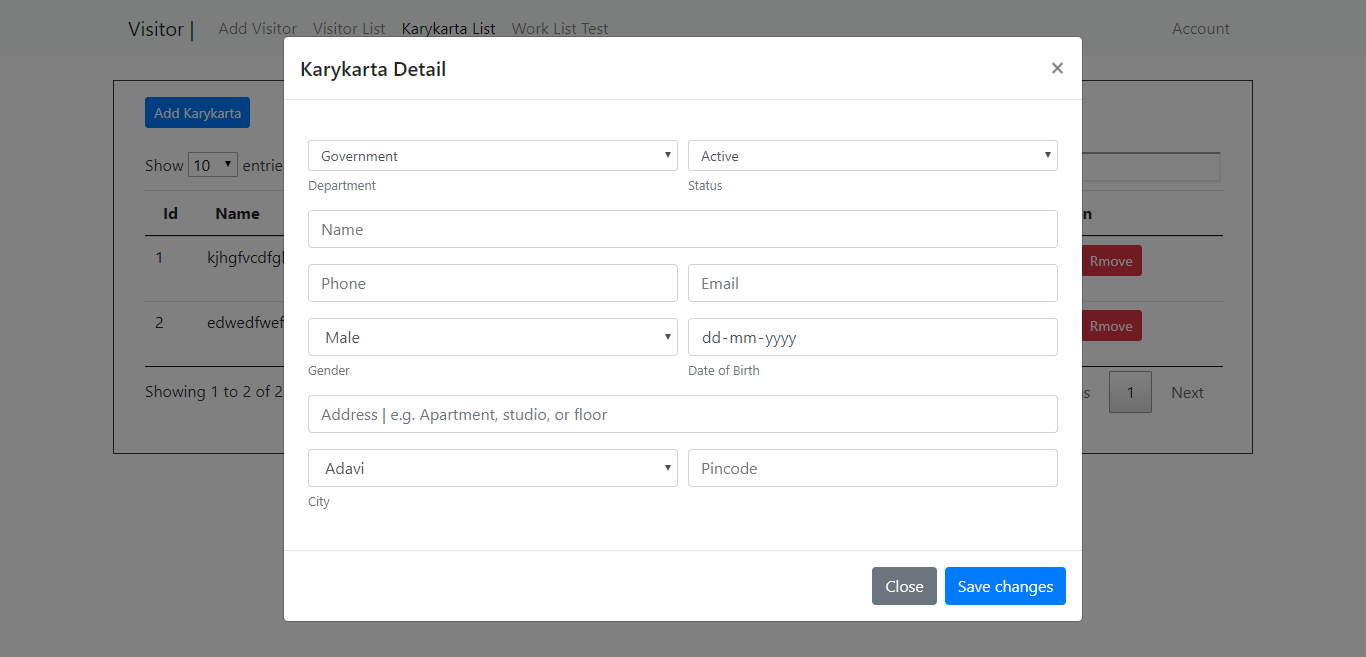 Visitor | Add Visitor Visitor List Karykarta List Work List Test Account
Karykarta Detail ×
Add Karykarta
Show 10 entrie
Government Active
Department Status
Id Name n
Name
1 kjhgfvcdfgl Rmove
Phone Email
2 edwedfwef Rmove
Male dd-mm-yyyy
Gender Date of Birth
Showing 1 to 2 of 2 s 1 Next
Address | e.g. Apartment, studio, or floor
Adavi Pincode
City
Close Save changes